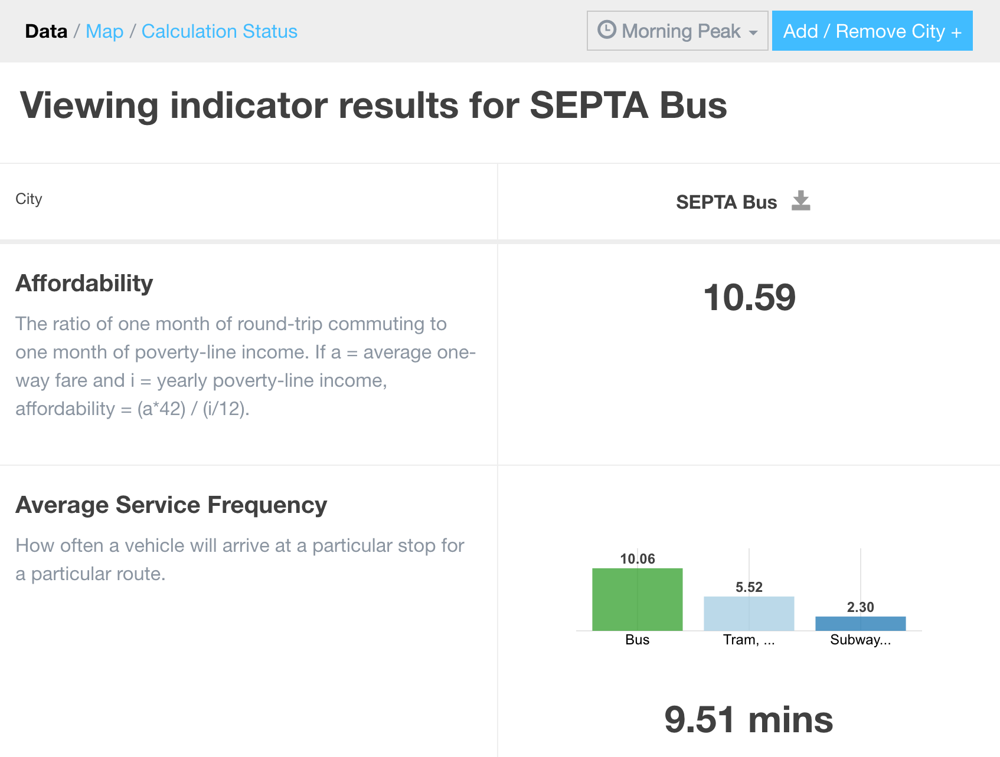 Data / Map / Calculation Status
Morning Peak
Add / Remove City +
Viewing indicator results for SEPTA Bus
City
SEPTA Bus
Affordability
The ratio of one month of round-trip commuting to
one month of poverty-line income. If a = average one-
way fare and i = yearly poverty-line income,
affordability = (a*42) / (i/12).
10.59
Average Service Frequency
How often a vehicle will arrive at a particular stop for
a particular route.
10.06
5.52
2.30
Bus
Tram, ...
Subway...
9.51 mins